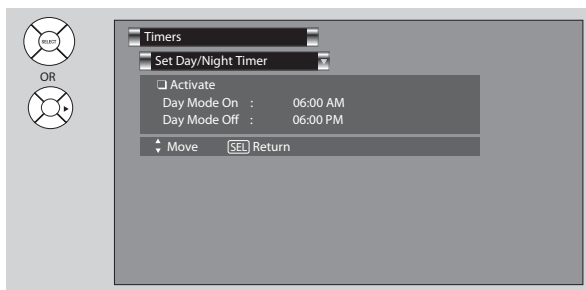 SELECT
OR
Timers
Set Day/Night Timer
Activate
Day Mode On : 06:00 AM
Day Mode Off : 06:00 PM
Move SEL Return